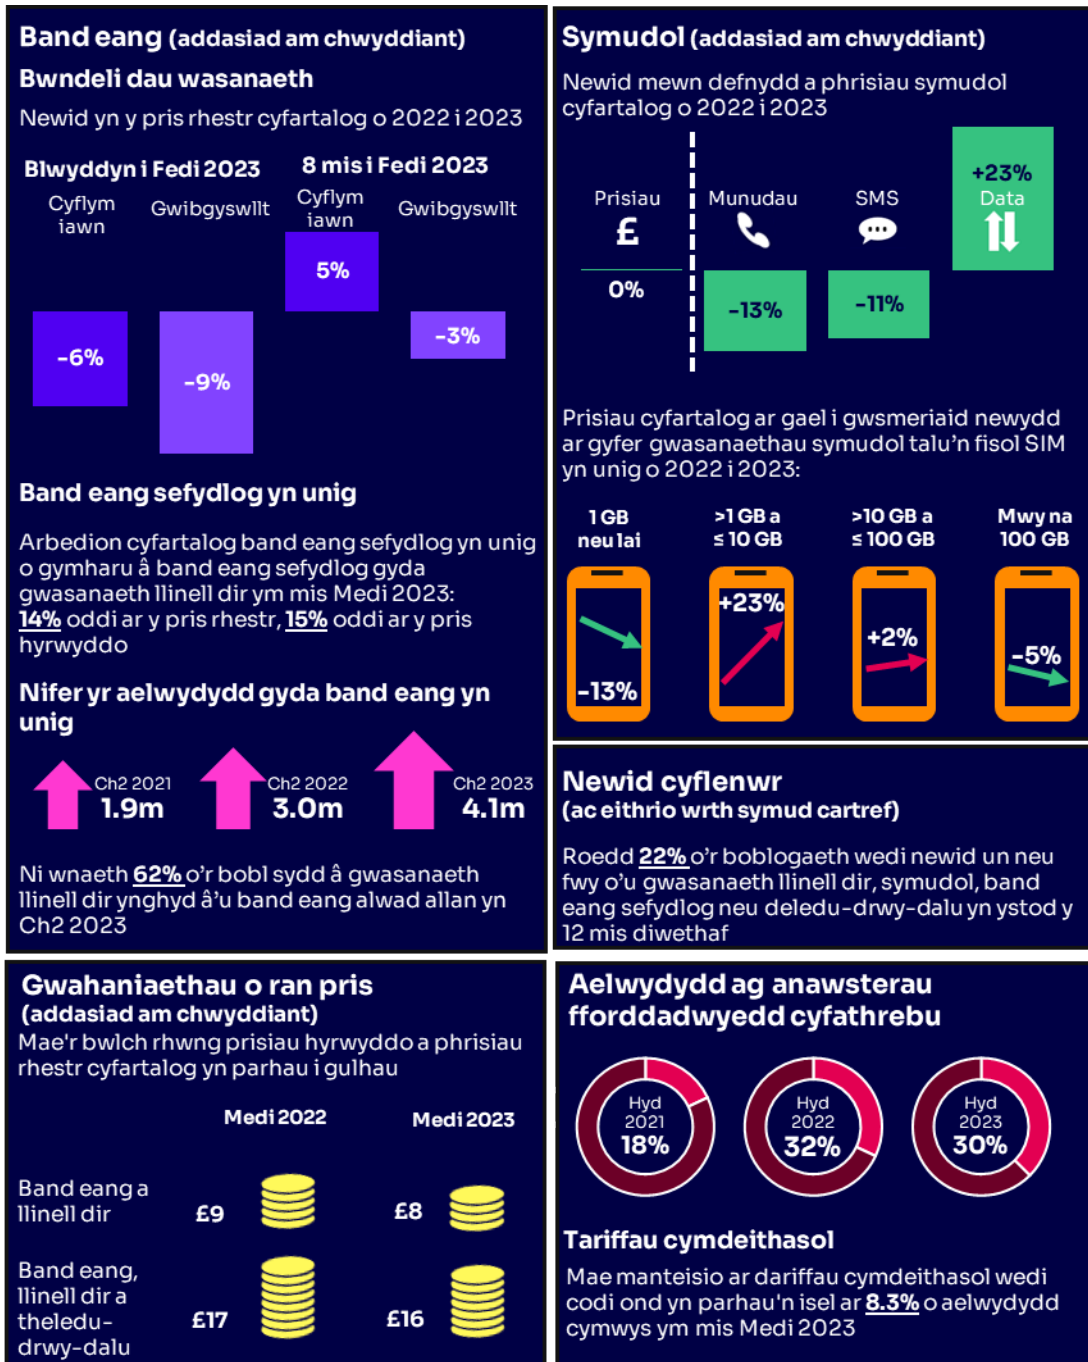 Band eang (addasiad am chwyddiant)
Bwndeli dau wasanaeth
Newid yn y pris rhestr cyfartalog o 2022 i 2023
Blwyddyn i Fedi 2023
8 mis i Fedi 2023
Cyflym
iawn
Gwibgyswllt
Cyflym
iawn
Gwibgyswllt
-6%
-9%
5%
-3%
Band eang sefydlog yn unig
Arbedion cyfartalog band eang sefydlog yn unig
o gymharu â band eang sefydlog gyda
gwasanaeth llinell dir ym mis Medi 2023:
14% oddi ar y pris rhestr, 15% oddi ar y pris
hyrwyddo
Nifer yr aelwydydd gyda band eang yn
unig
Ch2 2021
1.9m
Ch2 2022
3.0m
Ch2 2023
4.1m
Ni wnaeth 62% o'r bobl sydd â gwasanaeth
llinell dir ynghyd â'u band eang alwad allan yn
Ch2 2023
Symudol (addasiad am chwyddiant)
Newid mewn defnydd a phrisiau symudol
cyfartalog o 2022 i 2023
Prisiau
£
0%
Munudau
-13%
SMS
-11%
+23%
Data
Prisiau cyfartalog ar gael i gwsmeriaid newydd
ar gyfer gwasanaethau symudol talu'n fisol SIM
yn unig o 2022 i 2023:
1 GB
neu lai
>1 GB a
≤ 10 GB
>10 GB a
≤ 100 GB
Mwy na
100 GB
-13%
+23%
+2%
-5%
Newid cyflenwr
(ac eithrio wrth symud cartref)
Roedd 22% o'r boblogaeth wedi newid un neu
fwy o'u gwasanaeth llinell dir, symudol, band
eang sefydlog neu deledu-drwy-dalu yn ystod y
12 mis diwethaf
Gwahaniaethau o ran pris
(addasiad am chwyddiant)
Mae'r bwlch rhwng prisiau hyrwyddo a phrisiau
rhestr cyfartalog yn parhau i gulhau
Medi 2022
Medi 2023
Band eang a
llinell dir
£9
£8
Band eang,
llinell dir a
theledu-
drwy-dalu
£17
£16
Aelwydydd ag anawsterau
fforddadwyedd cyfathrebu
Hyd
2021
18%
Hyd
2022
32%
Hyd
2023
30%
Tariffau cymdeithasol
Mae manteisio ar dariffau cymdeithasol wedi
codi ond yn parhau'n isel ar 8.3% o aelwydydd
cymwys ym mis Medi 2023